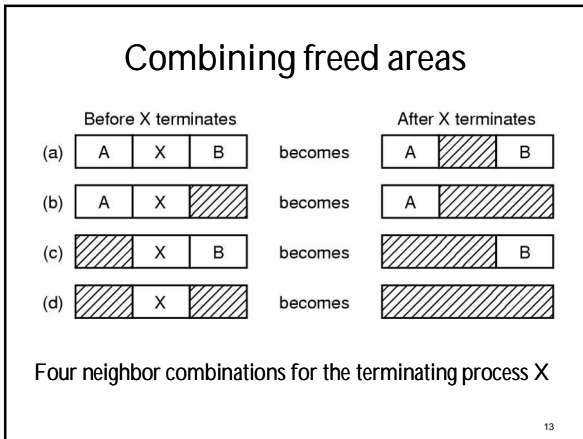 Combining freed areas
Before X terminates After X terminates
(a) A X B becomes A B
(b) A X becomes A
(c) X B becomes B
(d) X becomes
Four neighbor combinations for the terminating process X
13